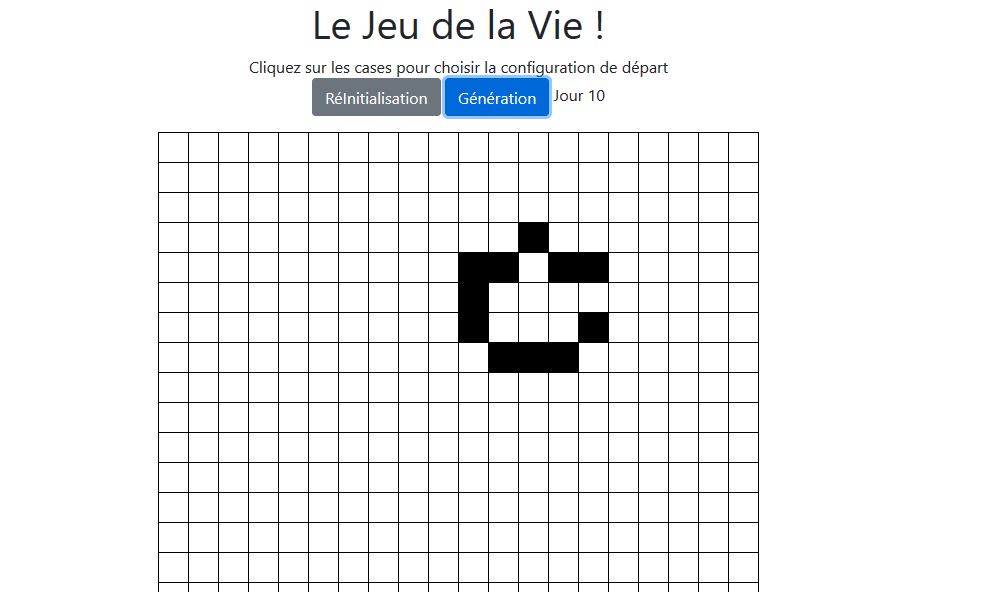 Le Jeu de la Vie !
Cliquez sur les cases pour choisir la configuration de départ
RéInitialisation Génération Jour 10